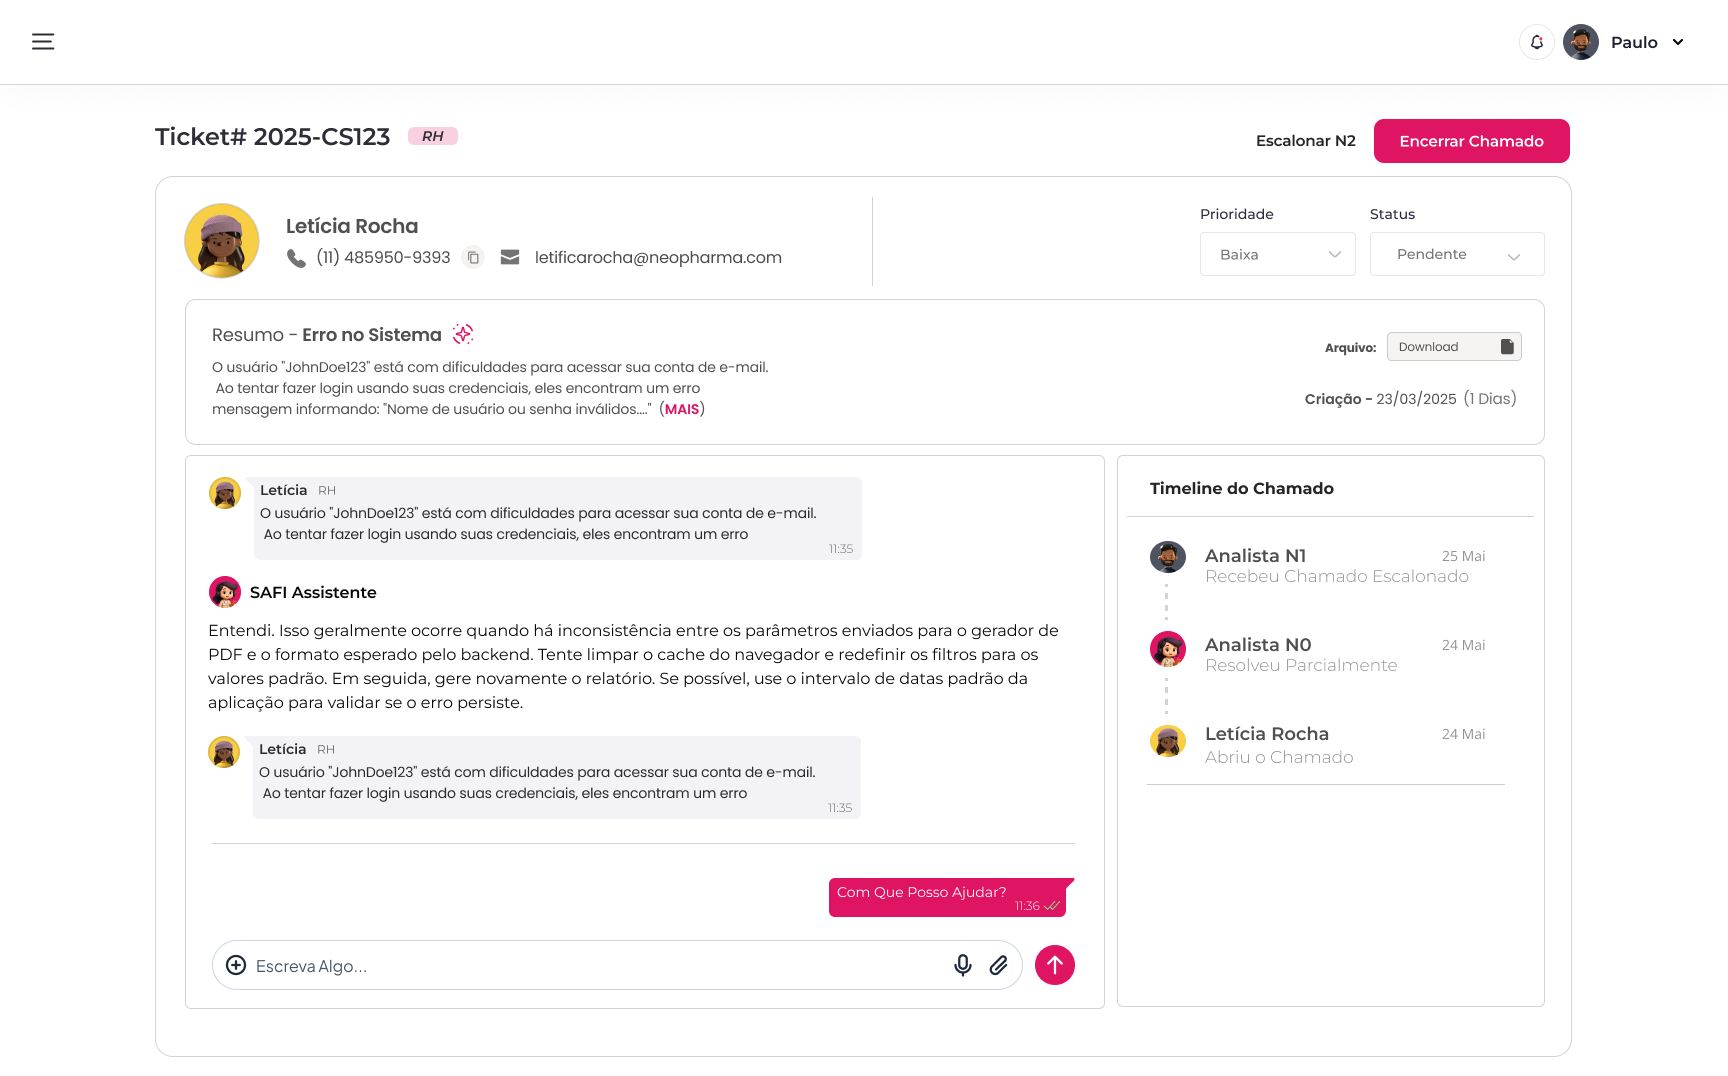 Paulo
Ticket# 2025-CS123
RH
Escalonar N2
Encerrar Chamado
Letícia Rocha
(11) 485950-9393
letificarocha@neopharma.com
Prioridade
Baixa
Status
Pendente
Resumo - Erro no Sistema
O usuário "JohnDoe123" está com dificuldades para acessar sua conta de e-mail.
Ao tentar fazer login usando suas credenciais, eles encontram um erro
mensagem informando: "Nome de usuário ou senha inválidos...." (MAIS)
Arquivo:
Download
Criação - 23/03/2025 (1 Dias)
Letícia RH
O usuário "JohnDoe123" está com dificuldades para acessar sua conta de e-mail.
Ao tentar fazer login usando suas credenciais, eles encontram um erro
11:35
SAFI Assistente
Entendi. Isso geralmente ocorre quando há inconsistência entre os parâmetros enviados para o gerador de
PDF e o formato esperado pelo backend. Tente limpar o cache do navegador e redefinir os filtros para os
valores padrão. Em seguida, gere novamente o relatório. Se possível, use o intervalo de datas padrão da
aplicação para validar se o erro persiste.
Letícia RH
O usuário "JohnDoe123" está com dificuldades para acessar sua conta de e-mail.
Ao tentar fazer login usando suas credenciais, eles encontram um erro
11:35
Com Que Posso Ajudar?
11:36
Escreva Algo...
Timeline do Chamado
Analista N1
25 Mai
Recebeu Chamado Escalonado
Analista N0
24 Mai
Resolveu Parcialmente
Letícia Rocha
24 Mai
Abriu o Chamado